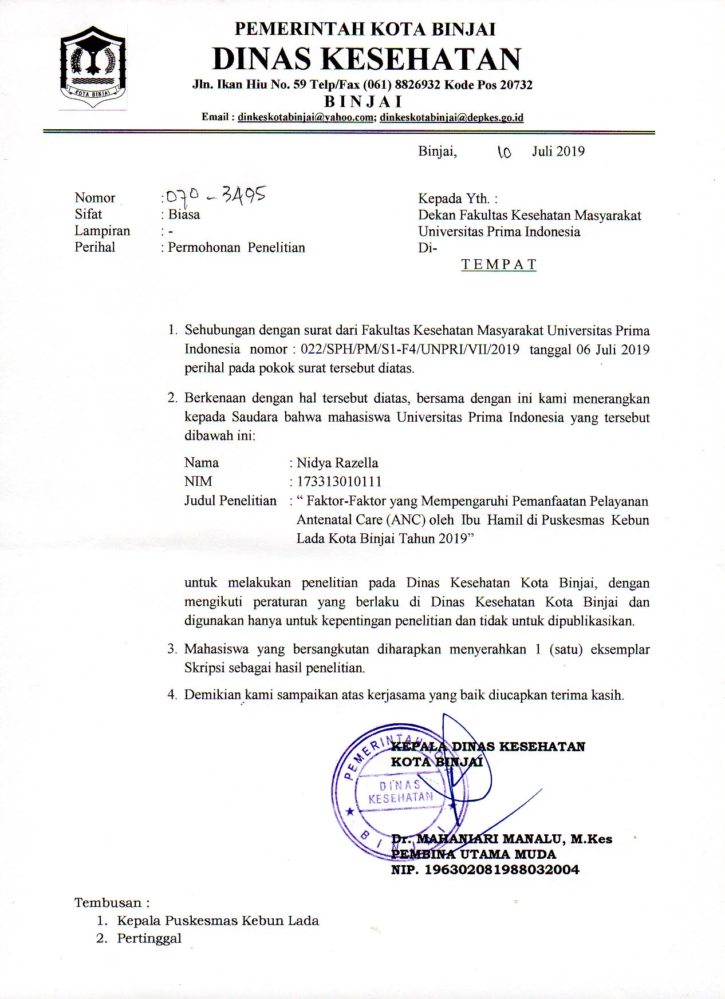 PEMERINTAH KOTA BINJAI
DINAS KESEHATAN
Jln. Ikan Hiu No. 59 Telp/Fax (061) 8826932 Kode Pos 20732
B I N J A I
Email : dinkeskotabinjai@yahoo.com; dinkeskotabinjai@depkes.go.id
KOTA BINJAI
Binjai, 10 Juli 2019
Nomor : 070 - 3495
Sifat : Biasa
Lampiran : -
Perihal : Permohonan Penelitian
Kepada Yth. :
Dekan Fakultas Kesehatan Masyarakat
Universitas Prima Indonesia
Di-
T E M P A T
1. Sehubungan dengan surat dari Fakultas Kesehatan Masyarakat Universitas Prima
Indonesia nomor : 022/SPH/PM/S1-F4/UNPRI/VII/2019 tanggal 06 Juli 2019
perihal pada pokok surat tersebut diatas.
2. Berkenaan dengan hal tersebut diatas, bersama dengan ini kami menerangkan
kepada Saudara bahwa mahasiswa Universitas Prima Indonesia yang tersebut
dibawah ini:
Nama : Nidya Razella
NIM : 173313010111
Judul Penelitian : “ Faktor-Faktor yang Mempengaruhi Pemanfaatan Pelayanan
Antenatal Care (ANC) oleh Ibu Hamil di Puskesmas Kebun
Lada Kota Binjai Tahun 2019”
untuk melakukan penelitian pada Dinas Kesehatan Kota Binjai, dengan
mengikuti peraturan yang berlaku di Dinas Kesehatan Kota Binjai dan
digunakan hanya untuk kepentingan penelitian dan tidak untuk dipublikasikan.
3. Mahasiswa yang bersangkutan diharapkan menyerahkan 1 (satu) eksemplar
Skripsi sebagai hasil penelitian.
4. Demikian kami sampaikan atas kerjasama yang baik diucapkan terima kasih.
KEPALA DINAS KESEHATAN
KOTA BINJAI
PEMERINTAH KOTA
DINAS
KESEHATAN
BINJAI
Dr. MAHANIARI MANALU, M.Kes
PEMBINA UTAMA MUDA
NIP. 196302081988032004
Tembusan :
1. Kepala Puskesmas Kebun Lada
2. Pertinggal